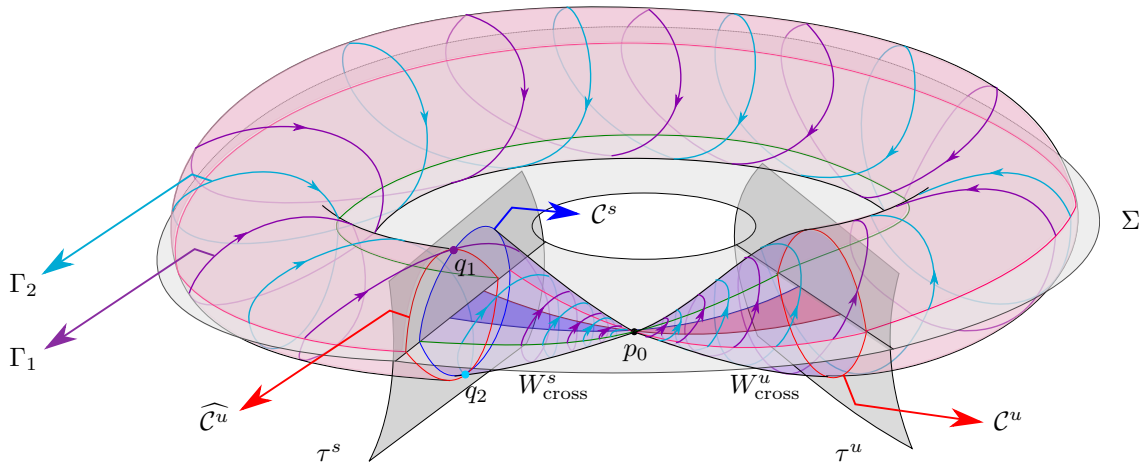 𝒞^s
Σ
q_1
Γ_2
p_0
Γ_1
W^s_cross
W^u_cross
q_2
\widehat{𝒞^u}
𝒞^u
τ^s
τ^u